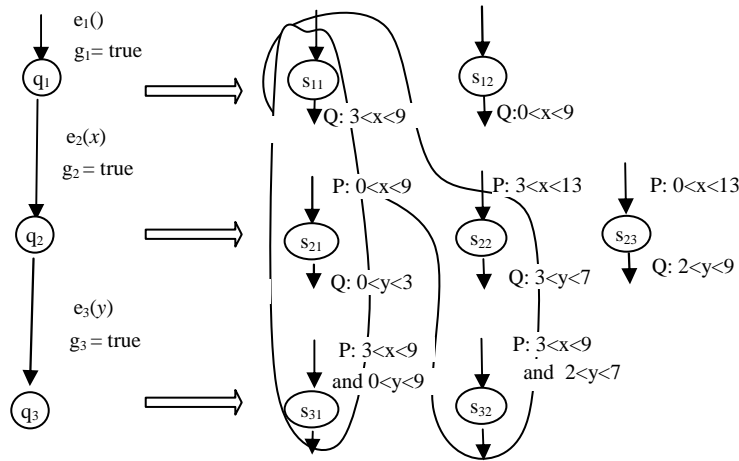 e1()
g1= true
q1
s11
s12
Q: 3<x<9
Q:0<x<9
e2(x)
g2 = true
P: 0<x<9
P: 3<x<13
P: 0<x<13
q2
s21
s22
s23
Q: 0<y<3
Q: 3<y<7
Q: 2<y<9
e3(y)
g3 = true
P: 3<x<9
and 0<y<9
P: 3<x<9
and 2<y<7
q3
s31
s32